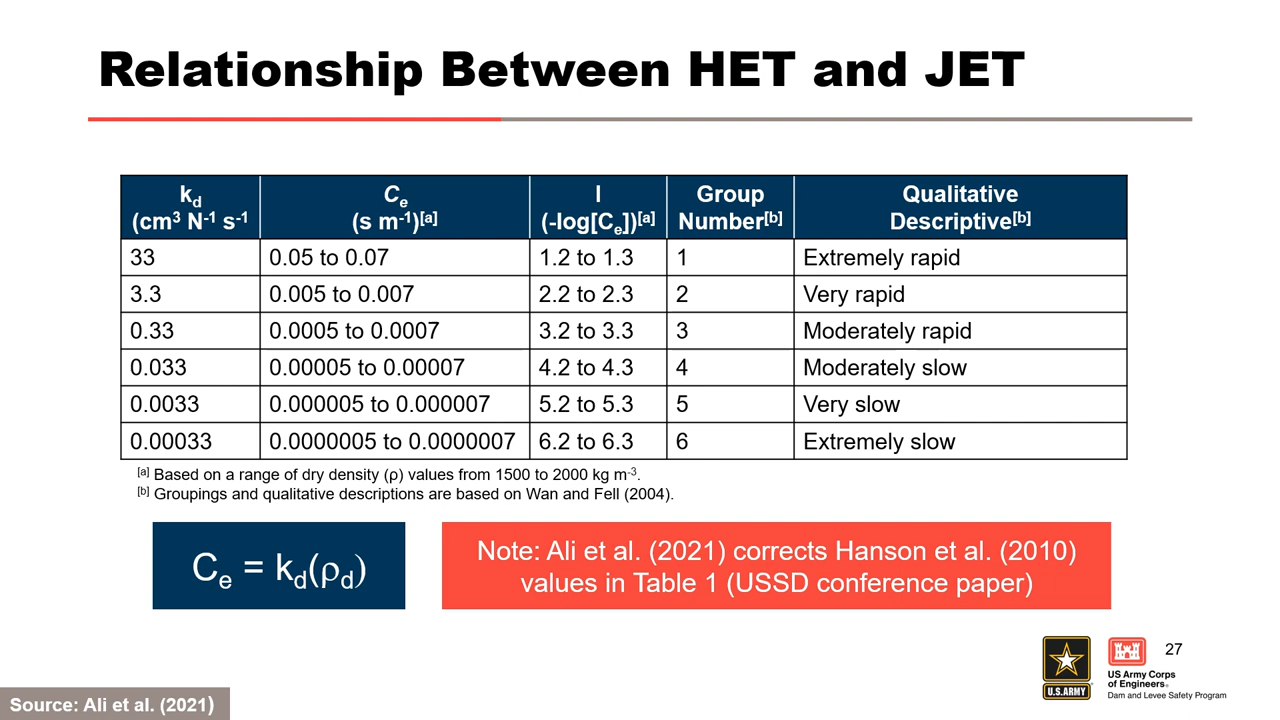 Relationship Between HET and JET
k_d (cm³ N⁻¹ s⁻¹ C_e (s m⁻¹)[a] I (-log[C_e])[a] Group Number[b] Qualitative Descriptive[b]
33 0.05 to 0.07 1.2 to 1.3 1 Extremely rapid
3.3 0.005 to 0.007 2.2 to 2.3 2 Very rapid
0.33 0.0005 to 0.0007 3.2 to 3.3 3 Moderately rapid
0.033 0.00005 to 0.00007 4.2 to 4.3 4 Moderately slow
0.0033 0.000005 to 0.000007 5.2 to 5.3 5 Very slow
0.00033 0.0000005 to 0.0000007 6.2 to 6.3 6 Extremely slow
[a] Based on a range of dry density (ρ) values from 1500 to 2000 kg m⁻³.
[b] Groupings and qualitative descriptions are based on Wan and Fell (2004).
C_e = k_d(ρ_d)
Note: Ali et al. (2021) corrects Hanson et al. (2010)
values in Table 1 (USSD conference paper)
27
U.S.ARMY
US Army Corps
of Engineers®
Dam and Levee Safety Program
Source: Ali et al. (2021)